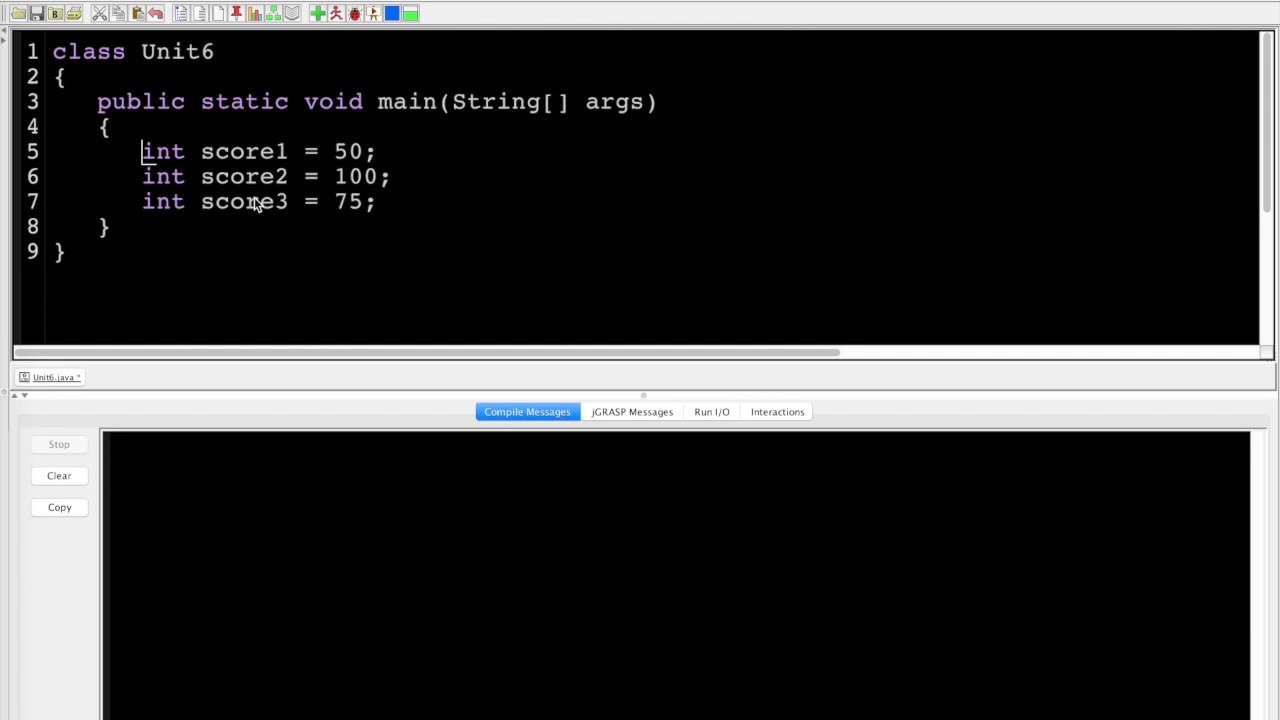 1 class Unit6
2 {
3 public static void main(String[] args)
4 {
5 int score1 = 50;
6 int score2 = 100;
7 int score3 = 75;
8 }
9 }
Unit6.java *
Compile Messages jGRASP Messages Run I/O Interactions
Stop
Clear
Copy